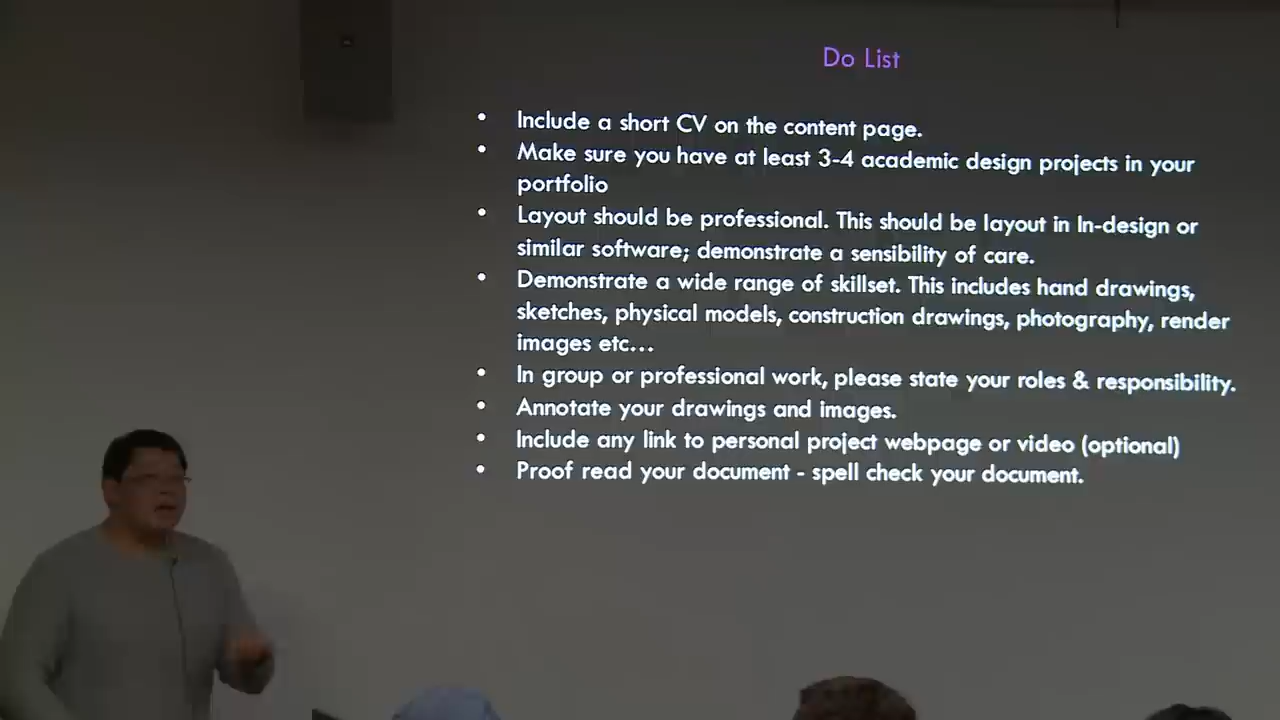 Do List
• Include a short CV on the content page.
• Make sure you have at least 3-4 academic design projects in your
portfolio
• Layout should be professional. This should be layout in In-design or
similar software; demonstrate a sensibility of care.
• Demonstrate a wide range of skillset. This includes hand drawings,
sketches, physical models, construction drawings, photography, render
images etc...
• In group or professional work, please state your roles & responsibility.
• Annotate your drawings and images.
• Include any link to personal project webpage or video (optional)
• Proof read your document - spell check your document.